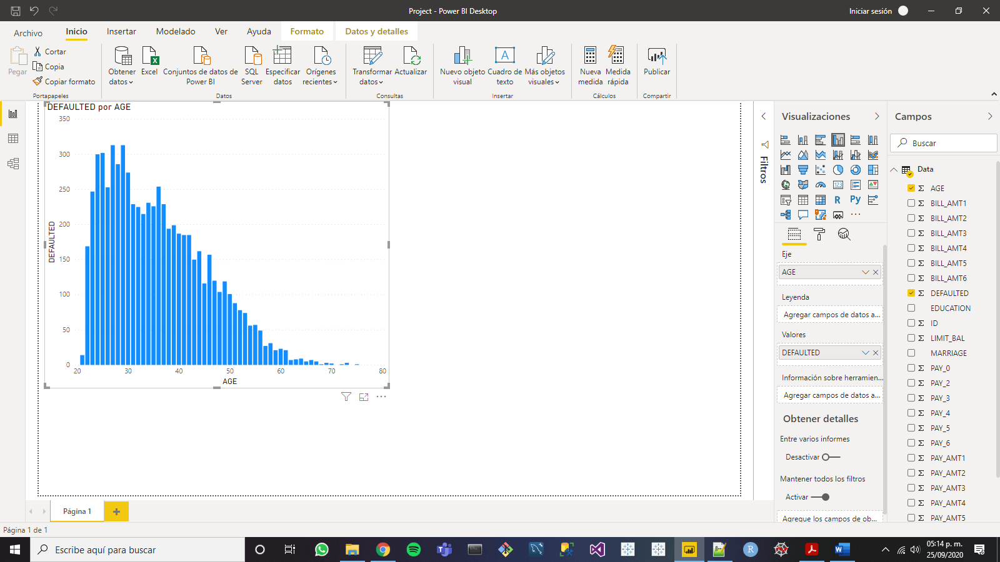 Project - Power BI Desktop
Iniciar sesión
Archivo
Inicio
Insertar
Modelado
Ver
Ayuda
Formato
Datos y detalles
Pegar
Cortar
Copia
Copiar formato
Portapapeles
Obtener
datos
Excel
Conjuntos de datos de
Power BI
SQL
Server
Especificar
datos
Orígenes
recientes
Datos
Transformar
datos
Actualizar
Consultas
Nuevo objeto
visual
Cuadro de
texto
Más objetos
visuales
Insertar
Nueva
medida
Medida
rápida
Cálculos
Publicar
Compartir
DEFAULTED por AGE
350
300
250
200
150
100
50
0
DEFAULTED
20
30
40
50
60
70
80
AGE
Filtros
Visualizaciones
R
Py
Eje
AGE
Leyenda
Agregar campos de datos a...
Valores
DEFAULTED
Información sobre herramien...
Agregar campos de datos a...
Obtener detalles
Entre varios informes
Desactivar
Mantener todos los filtros
Activar
Agregue los campos de ob...
Campos
Buscar
Data
AGE
BILL_AMT1
BILL_AMT2
BILL_AMT3
BILL_AMT4
BILL_AMT5
BILL_AMT6
DEFAULTED
EDUCATION
ID
LIMIT_BAL
MARRIAGE
PAY_0
PAY_2
PAY_3
PAY_4
PAY_5
PAY_6
PAY_AMT1
PAY_AMT2
PAY_AMT3
PAY_AMT4
PAY_AMT5
Página 1
Página 1 de 1
Escribe aquí para buscar
05:14 p. m.
25/09/2020